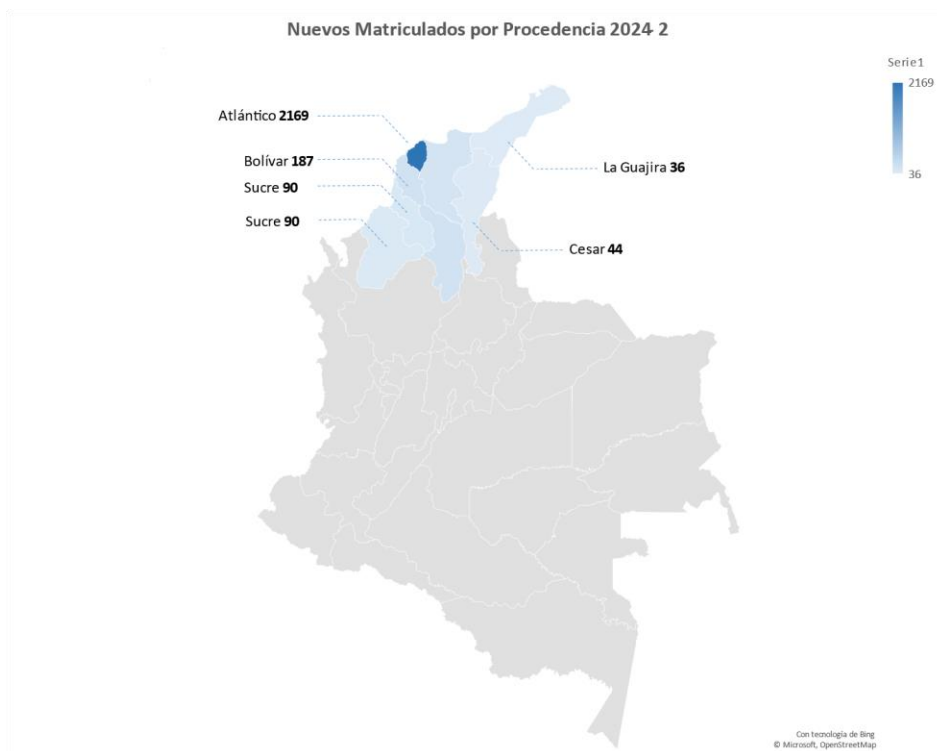 Nuevos Matriculados por Procedencia 2024-2
Serie1
2169
36
Atlántico 2169
Bolívar 187
Sucre 90
Sucre 90
La Guajira 36
Cesar 44
Con tecnología de Bing
© Microsoft, OpenStreetMap